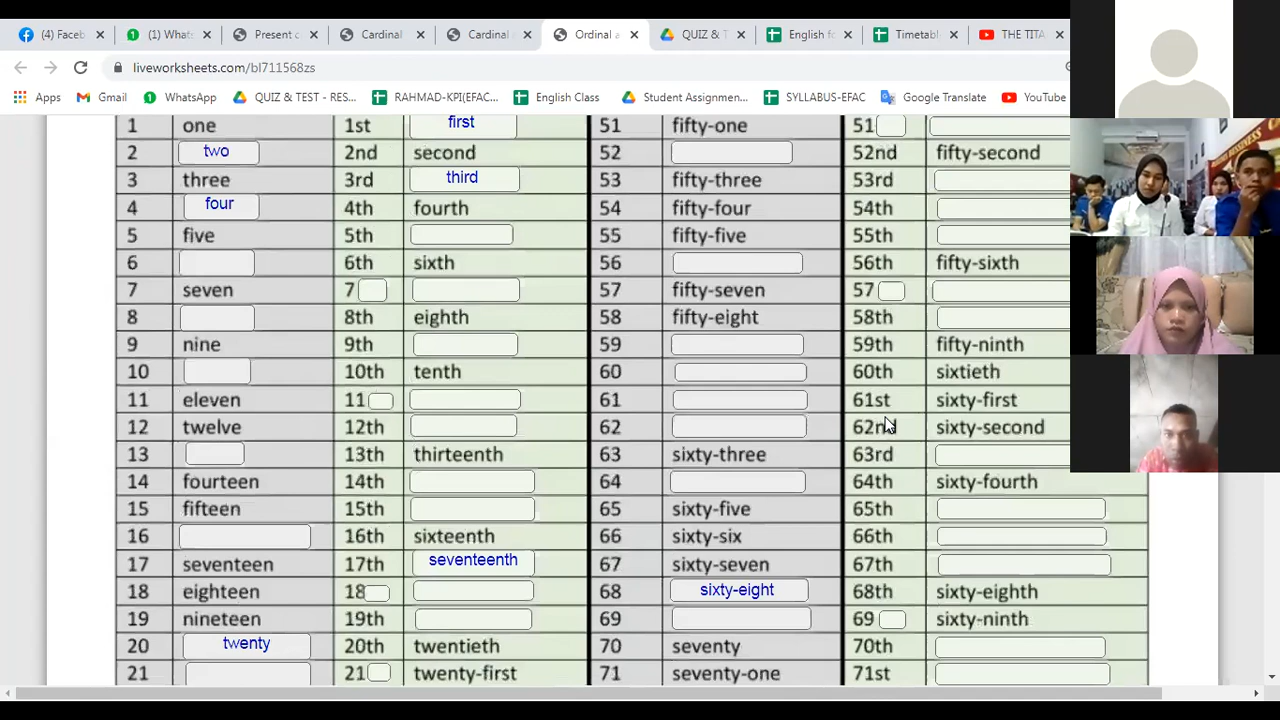 (4) Faceb
(1) Whats
Present c
Cardinal
Cardinal
Ordinal a
QUIZ & T
English fo
Timetabl
THE TITA
liveworksheets.com/bl711568zs
Apps Gmail WhatsApp QUIZ & TEST - RES... RAHMAD-KPI(EFAC... English Class Student Assignmen... SYLLABUS-EFAC Google Translate YouTube
1 one 1st first 51 fifty-one 51
2 two 2nd second 52 52nd fifty-second
3 three 3rd third 53 fifty-three 53rd
4 four 4th fourth 54 fifty-four 54th
5 five 5th 55 fifty-five 55th
6 6th sixth 56 56th fifty-sixth
7 seven 7 57 fifty-seven 57
8 8th eighth 58 fifty-eight 58th
9 nine 9th 59 59th fifty-ninth
10 10th tenth 60 60th sixtieth
11 eleven 11 61 61st sixty-first
12 twelve 12th 62 62nd sixty-second
13 13th thirteenth 63 sixty-three 63rd
14 fourteen 14th 64 64th sixty-fourth
15 fifteen 15th 65 sixty-five 65th
16 16th sixteenth 66 sixty-six 66th
17 seventeen 17th seventeenth 67 sixty-seven 67th
18 eighteen 18 68 sixty-eight 68th sixty-eighth
19 nineteen 19th 69 69 sixty-ninth
20 twenty 20th twentieth 70 seventy 70th
21 21 twenty-first 71 seventy-one 71st